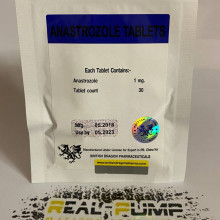 ANASTROZOLE TABLETS
Each Tablet Contains:-
Anastrozole 1 mg.
Tablet count 30
Mfg. 05.2018
Use by 05.2023
BRITISH DRAGON PHARMACEUTICALS
REAL PUMP